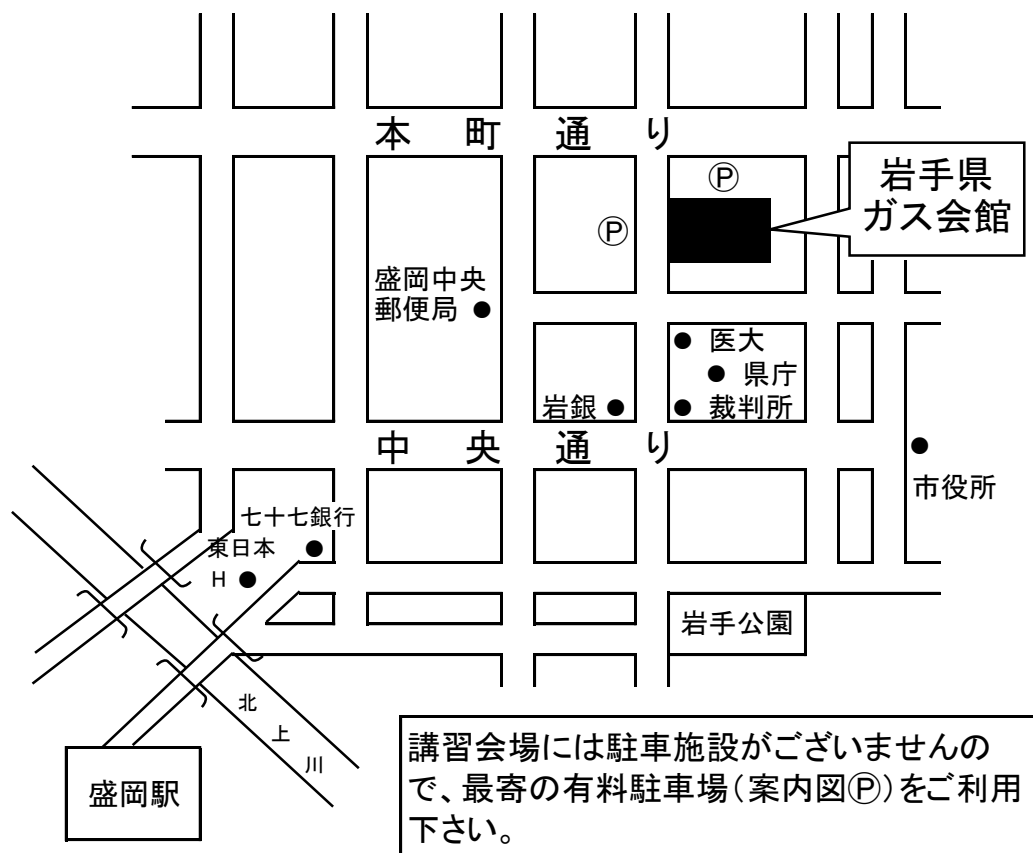 本町通り
Ⓟ
岩手県
ガス会館
Ⓟ
盛岡中央
郵便局
医大
県庁
岩銀
裁判所
中央通り
市役所
七十七銀行
東日本
H
岩手公園
北上川
盛岡駅
講習会場には駐車施設がございませんの
で、最寄の有料駐車場(案内図Ⓟ)をご利用
下さい。